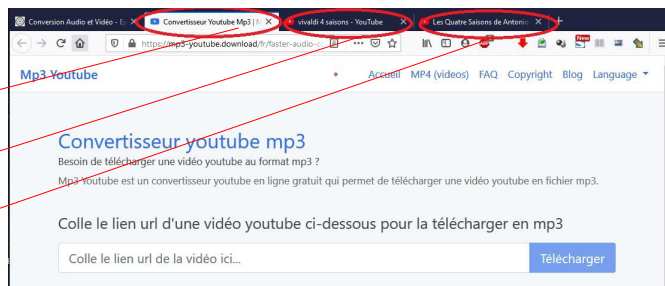 Conversion Audio et Vidéo - Ep
Convertisseur Youtube Mp3 | M
vivaldi 4 saisons - YouTube
Les Quatre Saisons de Antonio
https://mp3-youtube.download/fr/faster-audio-c
New
Mp3 Youtube
Accueil MP4 (videos) FAQ Copyright Blog Language
Convertisseur youtube mp3
Besoin de télécharger une vidéo youtube au format mp3 ?
Mp3 Youtube est un convertisseur youtube en ligne gratuit qui permet de télécharger une vidéo youtube en fichier mp3.
Colle le lien url d'une vidéo youtube ci-dessous pour la télécharger en mp3
Colle le lien url de la vidéo ici...
Télécharger